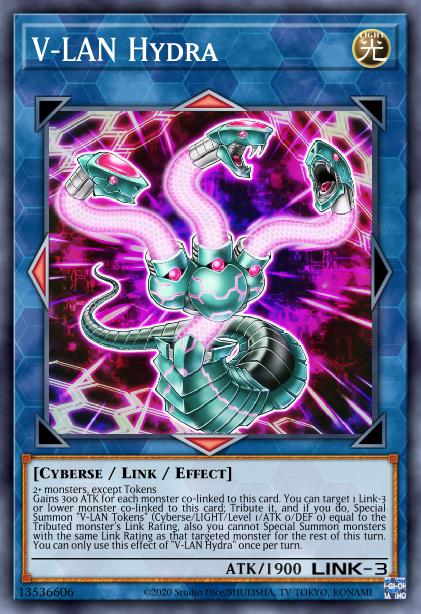 V-LAN Hydra
LIGHT
光
[Cyberse / Link / Effect]
2+ monsters, except Tokens
Gains 300 ATK for each monster co-linked to this card. You can target 1 Link-3
or lower monster co-linked to this card; Tribute it, and if you do, Special
Summon "V-LAN Tokens" (Cyberse/LIGHT/Level 1/ATK 0/DEF 0) equal to the
Tributed monster's Link Rating, also you cannot Special Summon monsters
with the same Link Rating as that targeted monster for the rest of this turn.
You can only use this effect of "V-LAN Hydra" once per turn.
ATK/1900 LINK-3
13536606 ©2020 Studio Dice/SHUEISHA, TV TOKYO, KONAMI